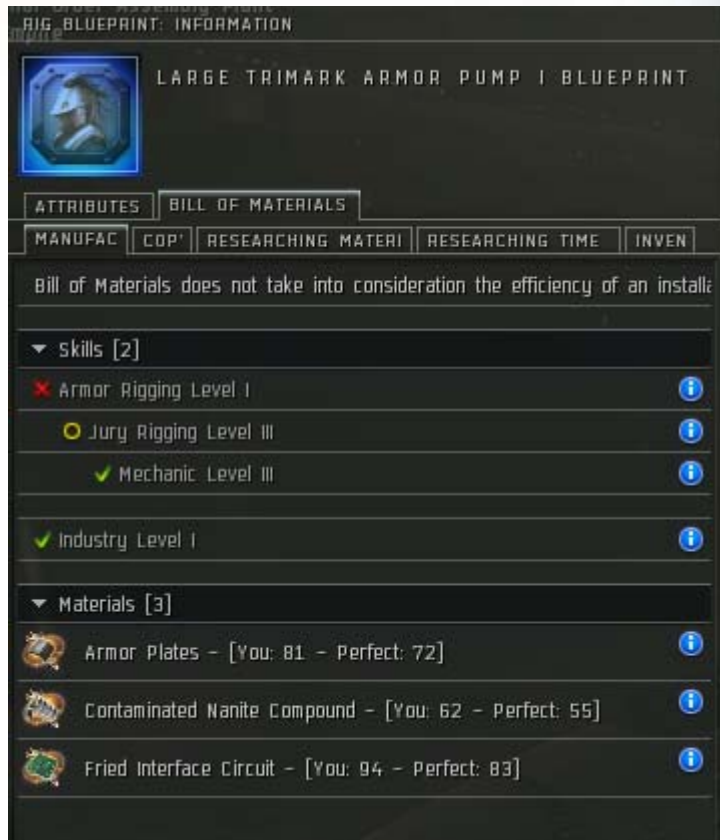 RIG BLUEPRINT: INFORMATION
LARGE TRIMARK ARMOR PUMP I BLUEPRINT
ATTRIBUTES BILL OF MATERIALS
MANUFAC COP' RESEARCHING MATERI RESEARCHING TIME INVEN
Bill of Materials does not take into consideration the efficiency of an installa
Skills [2]
Armor Rigging Level I
Jury Rigging Level III
Mechanic Level III
Industry Level I
Materials [3]
Armor Plates - [You: 81 - Perfect: 72]
Contaminated Nanite Compound - [You: 62 - Perfect: 55]
Fried Interface Circuit - [You: 94 - Perfect: 83]